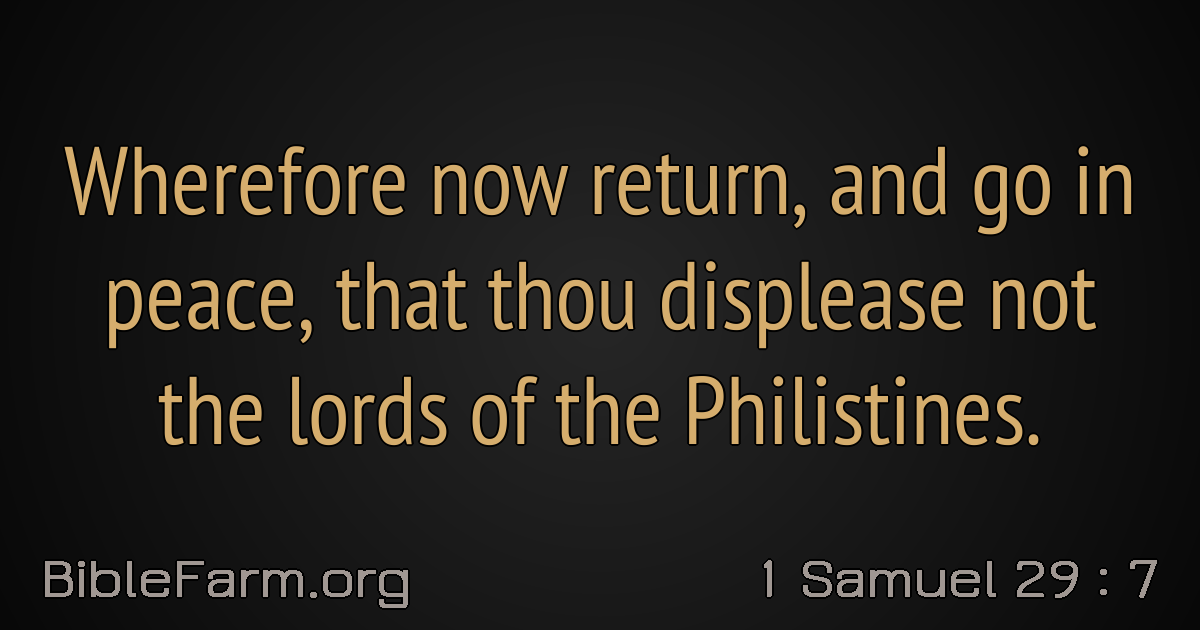 Wherefore now return, and go in
peace, that thou displease not
the lords of the Philistines.
BibleFarm.org
1 Samuel 29 : 7